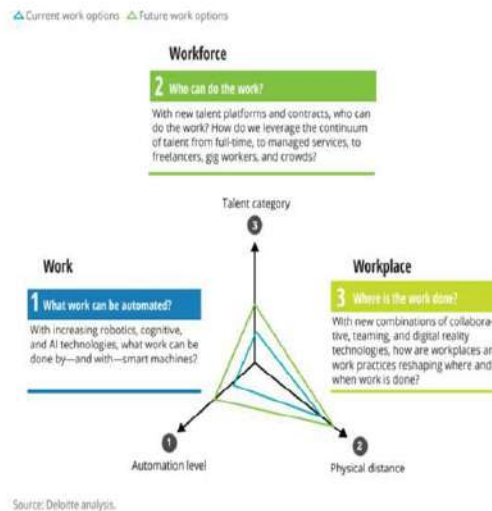 Current work options Future work options
Workforce
2 Who can do the work?
With new talent platforms and contracts, who can
do the work? How do we leverage the continuum
of talent from full-time, to managed services, to
freelancers, gig workers, and crowds?
Talent category
3
Work
1 What work can be automated?
With increasing robotics, cognitive,
and AI technologies, what work can be
done by—and with—smart machines?
Workplace
3 Where is the work done?
With new combinations of collabora-
tive, teaming, and digital reality
technologies, how are workplaces
work practices reshaping where and
when work is done?
1
Automation level
2
Physical distance
Source: Deloitte analysis.